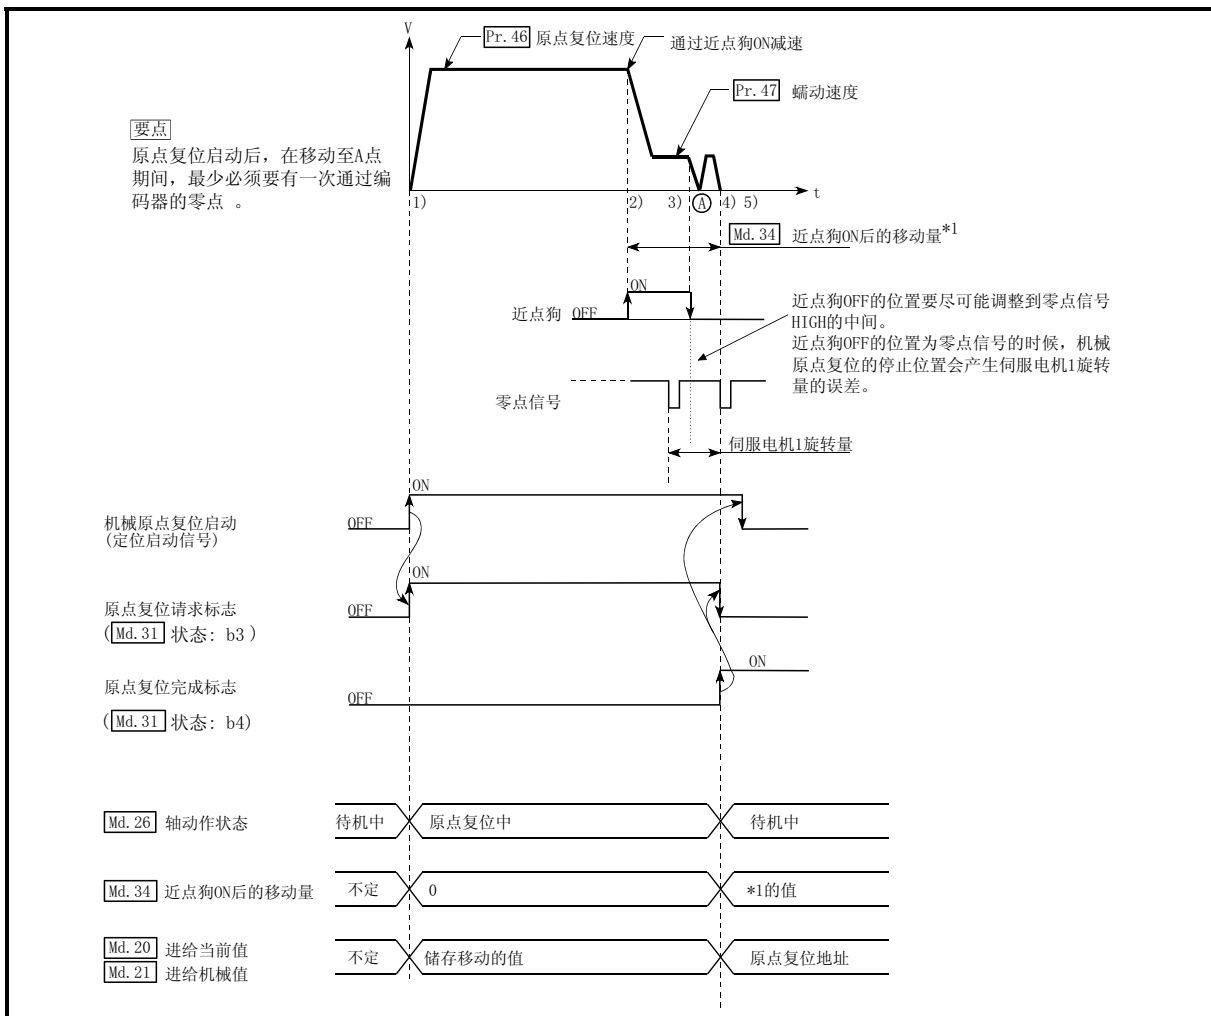 V
Pr.46 原点复位速度
通过近点狗ON减速
Pr.47 蠕动速度
要点
原点复位启动后，在移动至A点
期间，最少必须要有一次通过编
码器的零点 。
1)
2)
3)
A
4)
5)
t
Md.34 近点狗ON后的移动量*1
ON
近点狗 OFF
近点狗OFF的位置要尽可能调整到零点信号
HIGH的中间。
近点狗OFF的位置为零点信号的时候，机械
原点复位的停止位置会产生伺服电机1旋转
量的误差。
零点信号
伺服电机1旋转量
ON
机械原点复位启动
(定位启动信号)
OFF
ON
原点复位请求标志
(Md.31 状态: b3 )
OFF
ON
原点复位完成标志
(Md.31 状态: b4)
OFF
Md.26 轴动作状态
待机中
原点复位中
待机中
Md.34 近点狗ON后的移动量
不定
0
*1的值
Md.20 进给当前值
Md.21 进给机械值
不定
储存移动的值
原点复位地址